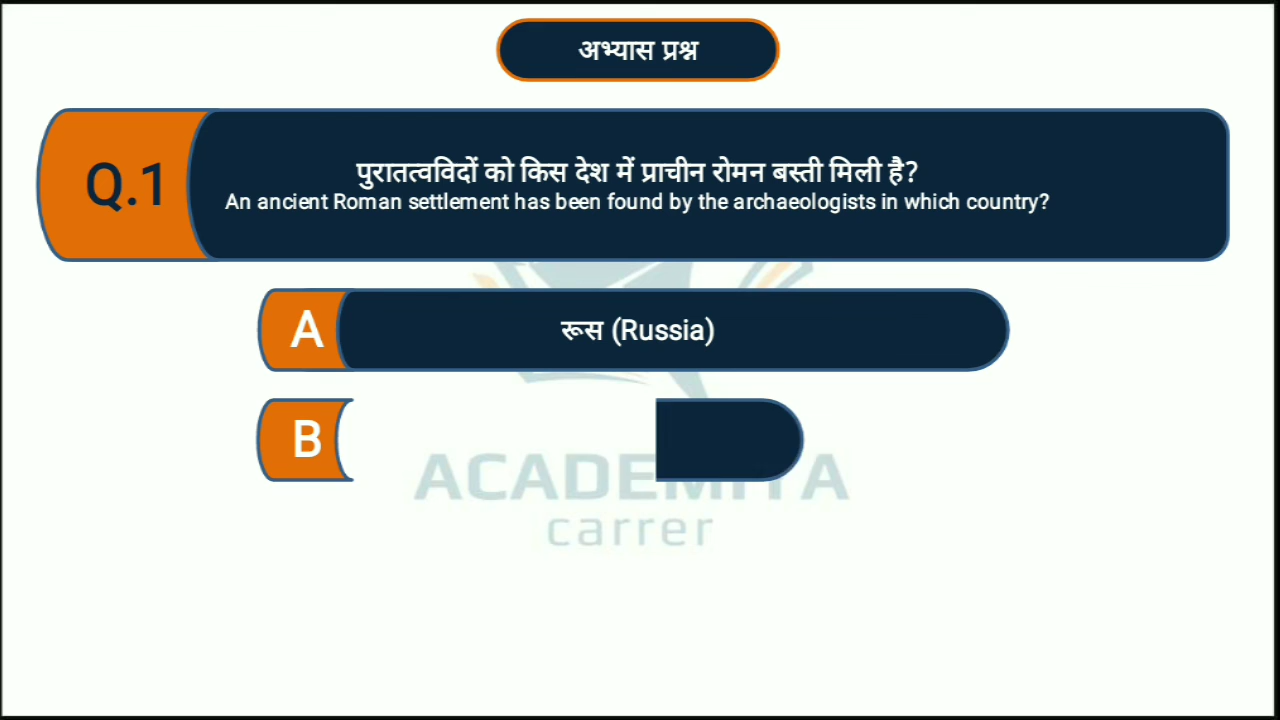 अभ्यास प्रश्न
Q.1
पुरातत्वविदों को किस देश में प्राचीन रोमन बस्ती मिली है?
An ancient Roman settlement has been found by the archaeologists in which country?
A
रूस (Russia)
B
ACADEMIYA
carrer